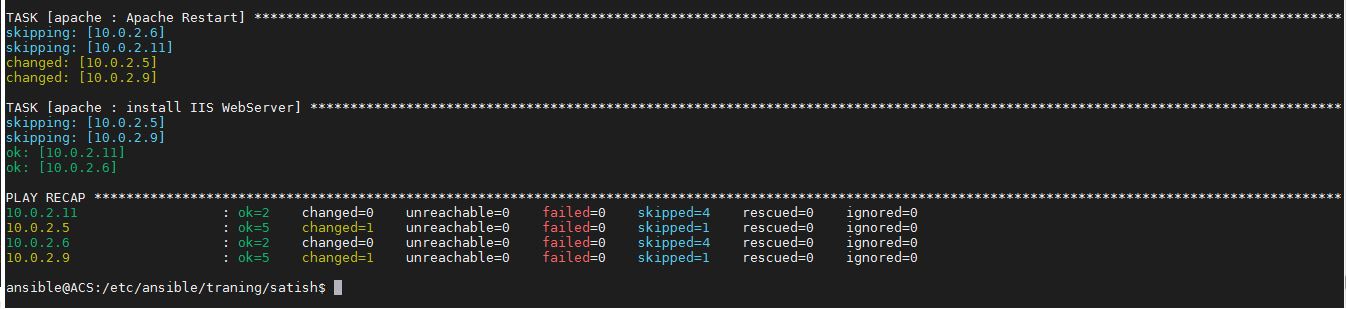 TASK [apache : Apache Restart] ****************************************************************************************************************************************
skipping: [10.0.2.6]
skipping: [10.0.2.11]
changed: [10.0.2.5]
changed: [10.0.2.9]
TASK [apache : install IIS WebServer] *********************************************************************************************************************************
skipping: [10.0.2.5]
skipping: [10.0.2.9]
ok: [10.0.2.11]
ok: [10.0.2.6]
PLAY RECAP ************************************************************************************************************************************************************
10.0.2.11 : ok=2 changed=0 unreachable=0 failed=0 skipped=4 rescued=0 ignored=0
10.0.2.5 : ok=5 changed=1 unreachable=0 failed=0 skipped=1 rescued=0 ignored=0
10.0.2.6 : ok=2 changed=0 unreachable=0 failed=0 skipped=4 rescued=0 ignored=0
10.0.2.9 : ok=5 changed=1 unreachable=0 failed=0 skipped=1 rescued=0 ignored=0
ansible@ACS:/etc/ansible/traning/satish$